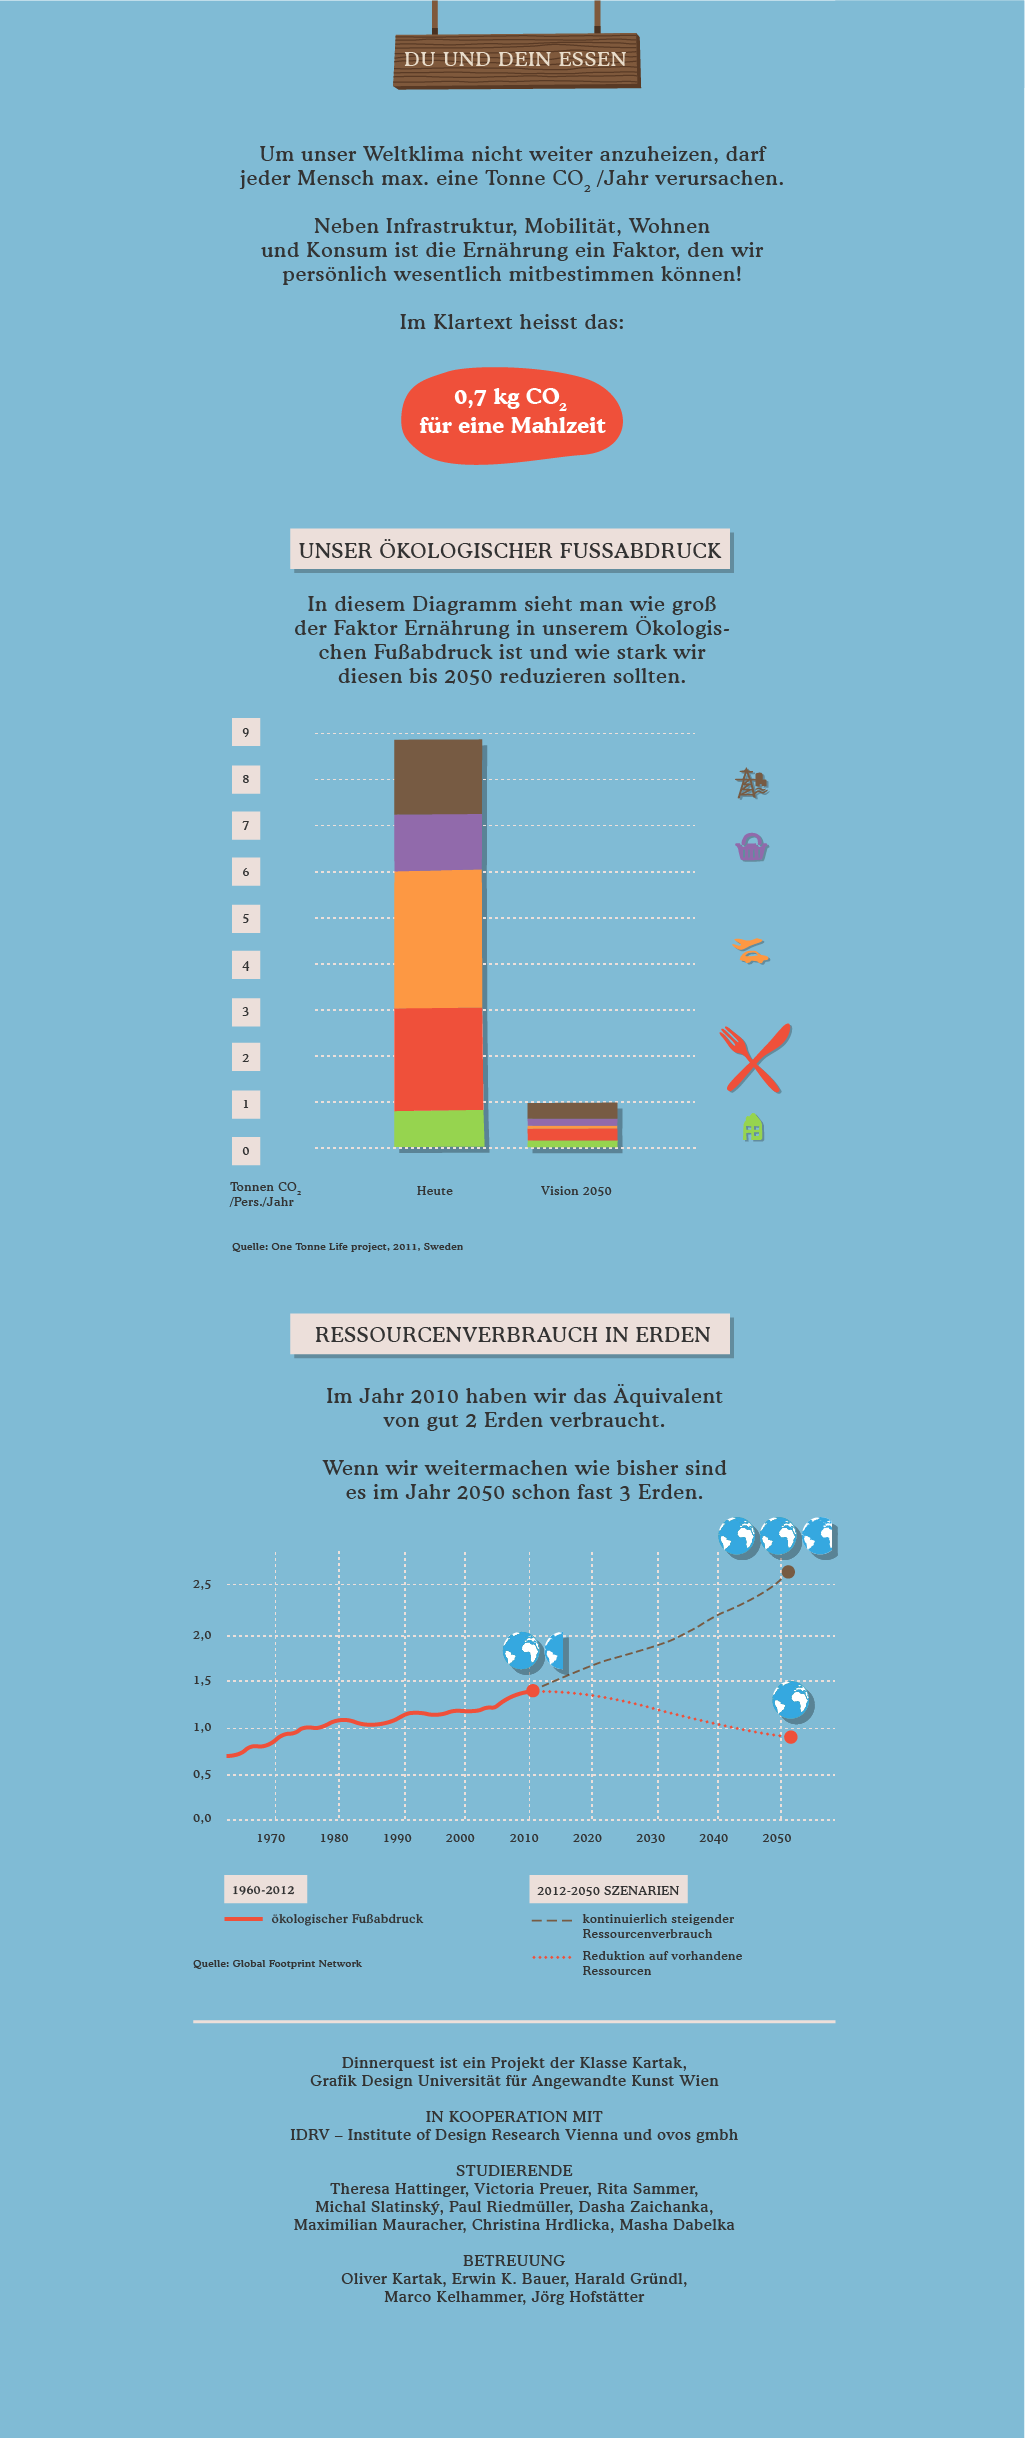 DU UND DEIN ESSEN
Um unser Weltklima nicht weiter anzuheizen, darf
jeder Mensch max. eine Tonne CO₂ /Jahr verursachen.
Neben Infrastruktur, Mobilität, Wohnen
und Konsum ist die Ernährung ein Faktor, den wir
persönlich wesentlich mitbestimmen können!
Im Klartext heisst das:
0,7 kg CO₂
für eine Mahlzeit
UNSER ÖKOLOGISCHER FUSSABDRUCK
In diesem Diagramm sieht man wie groß
der Faktor Ernährung in unserem Ökologis-
chen Fußabdruck ist und wie stark wir
diesen bis 2050 reduzieren sollten.
9
8
7
6
5
4
3
2
1
0
Tonnen CO₂
/Pers./Jahr
Heute
Vision 2050
Quelle: One Tonne Life project, 2011, Sweden
RESSOURCENVERBRAUCH IN ERDEN
Im Jahr 2010 haben wir das Äquivalent
von gut 2 Erden verbraucht.
Wenn wir weitermachen wie bisher sind
es im Jahr 2050 schon fast 3 Erden.
2,5
2,0
1,5
1,0
0,5
0,0
1970 1980 1990 2000 2010 2020 2030 2040 2050
1960-2012
ökologischer Fußabdruck
Quelle: Global Footprint Network
2012-2050 SZENARIEN
kontinuierlich steigender
Ressourcenverbrauch
Reduktion auf vorhandene
Ressourcen
Dinnerquest ist ein Projekt der Klasse Kartak,
Grafik Design Universität für Angewandte Kunst Wien
IN KOOPERATION MIT
IDRV – Institute of Design Research Vienna und ovos gmbh
STUDIERENDE
Theresa Hattinger, Victoria Preuer, Rita Sammer,
Michal Slatinský, Paul Riedmüller, Dasha Zaichanka,
Maximilian Mauracher, Christina Hrdlicka, Masha Dabelka
BETREUUNG
Oliver Kartak, Erwin K. Bauer, Harald Gründl,
Marco Kelhammer, Jörg Hofstätter